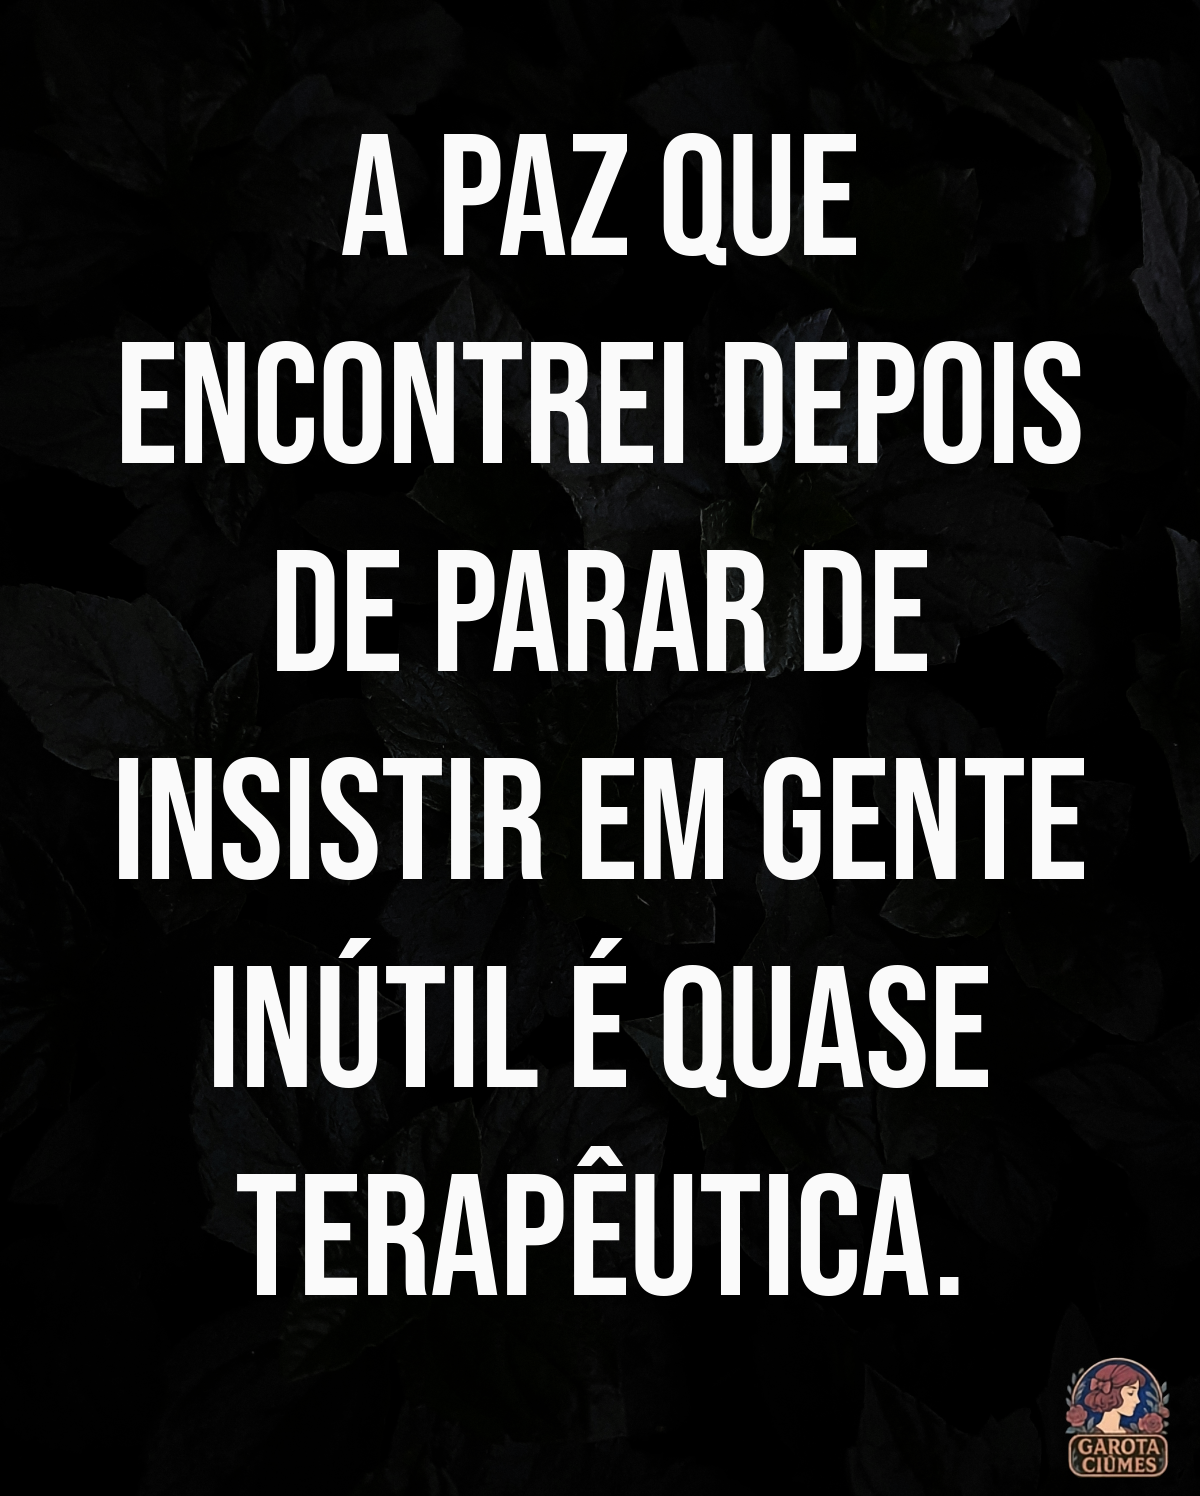 A PAZ QUE
ENCONTREI DEPOIS
DE PARAR DE
INSISTIR EM GENTE
INÚTIL É QUASE
TERAPÊUTICA.
GAROTA
CIÚMES